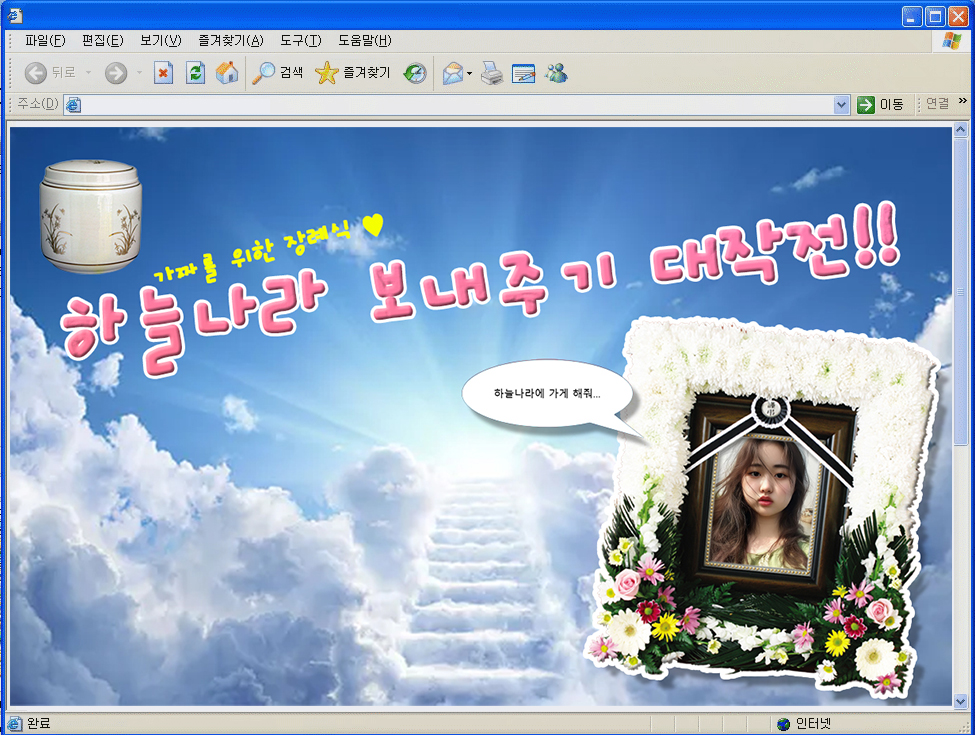 파일(F) 편집(E) 보기(V) 즐겨찾기(A) 도구(T) 도움말(H)
뒤로 검색 즐겨찾기
주소(D) 이동 연결 »
가짜를 위한 장례식 ♥
하늘나라 보내주기 대작전!!
하늘나라에 가게 해줘...
완료 인터넷